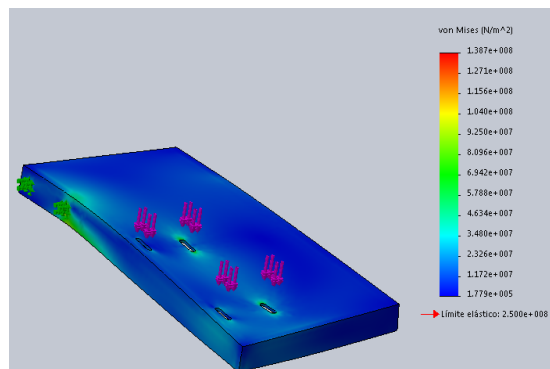 von Mises (N/m^2)
1.387e+008
1.271e+008
1.156e+008
1.040e+008
9.250e+007
8.096e+007
6.942e+007
5.788e+007
4.634e+007
3.480e+007
2.326e+007
1.172e+007
1.779e+005
Límite elástico: 2.500e+008